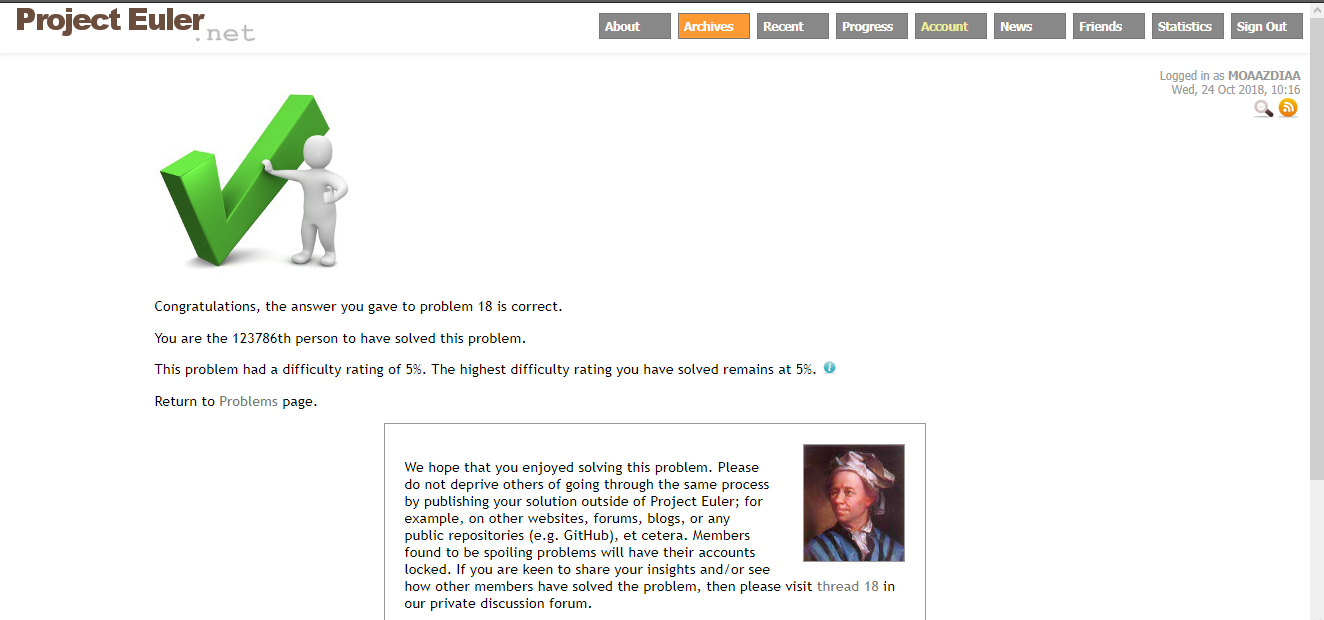 Project Euler
.net
About Archives Recent Progress Account News Friends Statistics Sign Out
Logged in as MOAAZDIAA
Wed, 24 Oct 2018, 10:16
Congratulations, the answer you gave to problem 18 is correct.
You are the 123786th person to have solved this problem.
This problem had a difficulty rating of 5%. The highest difficulty rating you have solved remains at 5%.
Return to Problems page.
We hope that you enjoyed solving this problem. Please
do not deprive others of going through the same process
by publishing your solution outside of Project Euler; for
example, on other websites, forums, blogs, or any
public repositories (e.g. GitHub), et cetera. Members
found to be spoiling problems will have their accounts
locked. If you are keen to share your insights and/or see
how other members have solved the problem, then please visit thread 18 in
our private discussion forum.